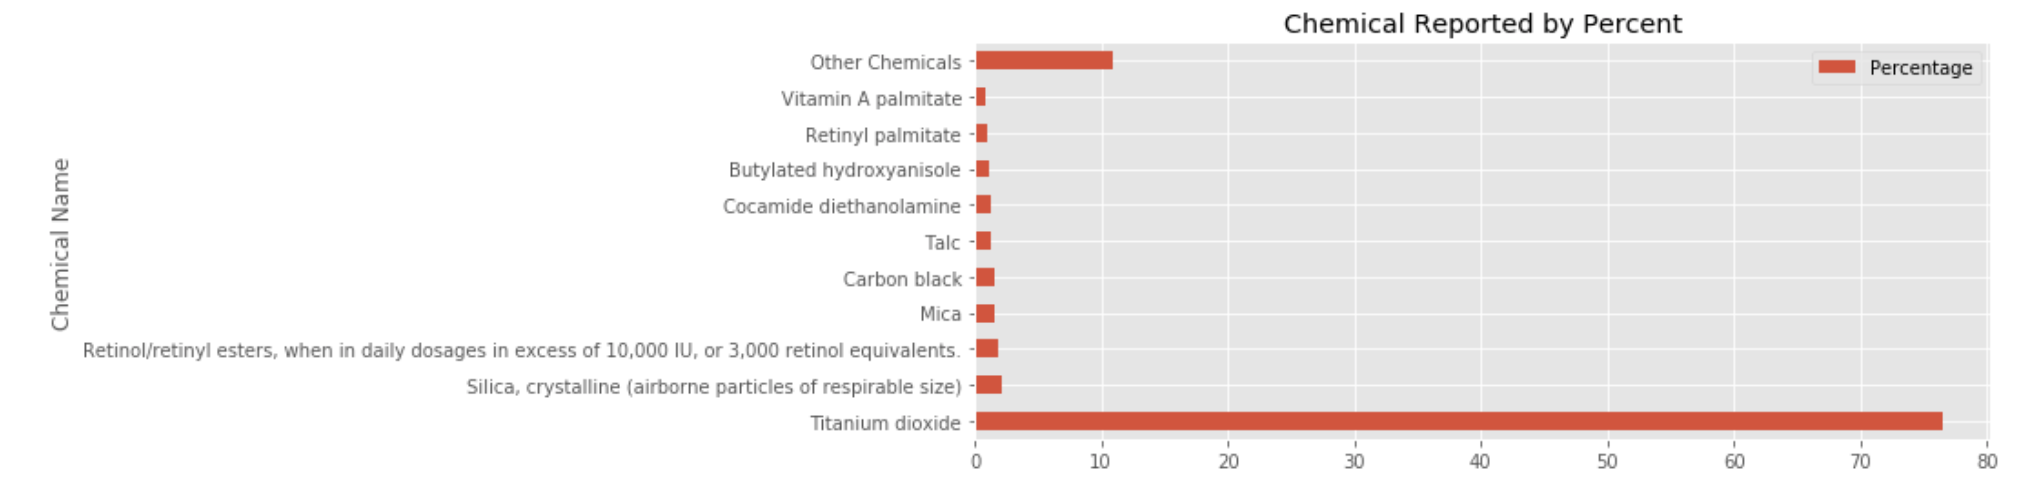 Chemical Reported by Percent
Percentage
Chemical Name
Other Chemicals
Vitamin A palmitate
Retinyl palmitate
Butylated hydroxyanisole
Cocamide diethanolamine
Talc
Carbon black
Mica
Retinol/retinyl esters, when in daily dosages in excess of 10,000 IU, or 3,000 retinol equivalents.
Silica, crystalline (airborne particles of respirable size)
Titanium dioxide
0 10 20 30 40 50 60 70 80